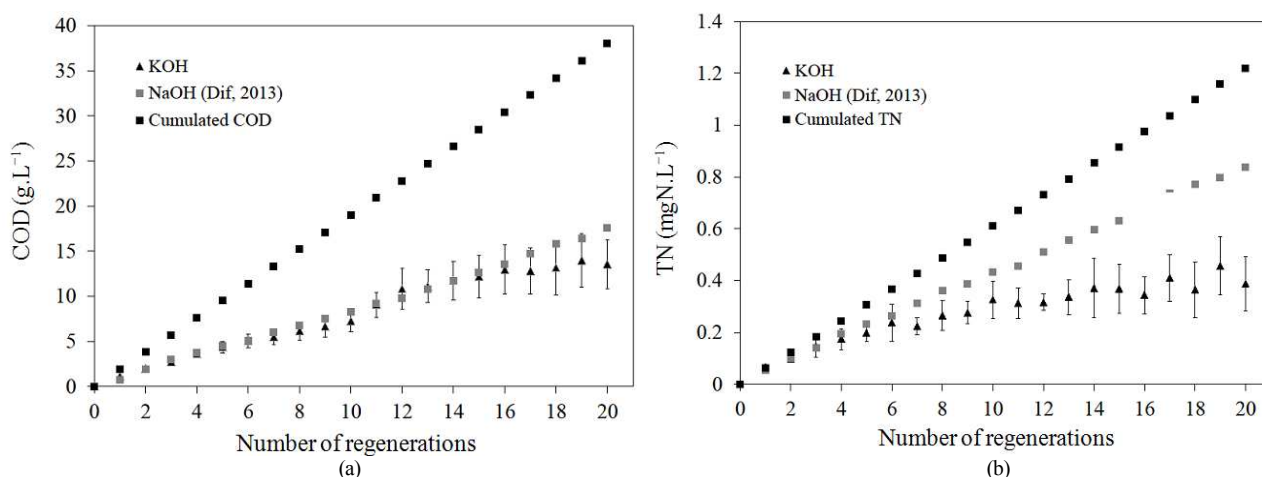 40
35
30
25
20
15
10
5
0
COD (g.L⁻¹)
KOH
NaOH (Dif, 2013)
Cumulated COD
0 2 4 6 8 10 12 14 16 18 20
Number of regenerations
(a)
1.4
1.2
1
0.8
0.6
0.4
0.2
0
TN (mgN.L⁻¹)
KOH
NaOH (Dif, 2013)
Cumulated TN
0 2 4 6 8 10 12 14 16 18 20
Number of regenerations
(b)